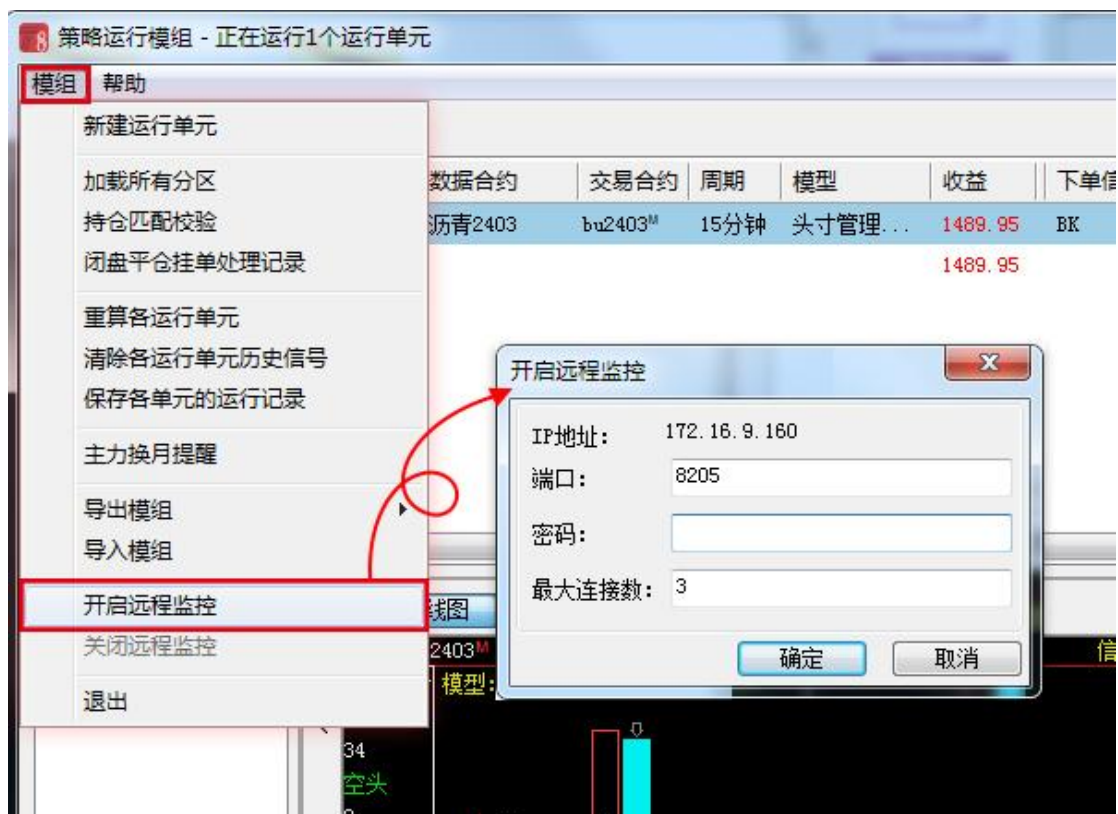 策略运行模组 - 正在运行1个运行单元
模组 帮助
新建运行单元
加载所有分区
持仓匹配校验
闭盘平仓挂单处理记录
重算各运行单元
清除各运行单元历史信号
保存各单元的运行记录
主力换月提醒
导出模组
导入模组
开启远程监控
关闭远程监控
退出
数据合约 交易合约 周期 模型 收益 下单信
沥青2403 bu2403M 15分钟 头寸管理... 1489.95 BK
1489.95
开启远程监控
IP地址: 172.16.9.160
端口: 8205
密码:
最大连接数: 3
确定 取消
线图
2403M 信
模型:
34
空头